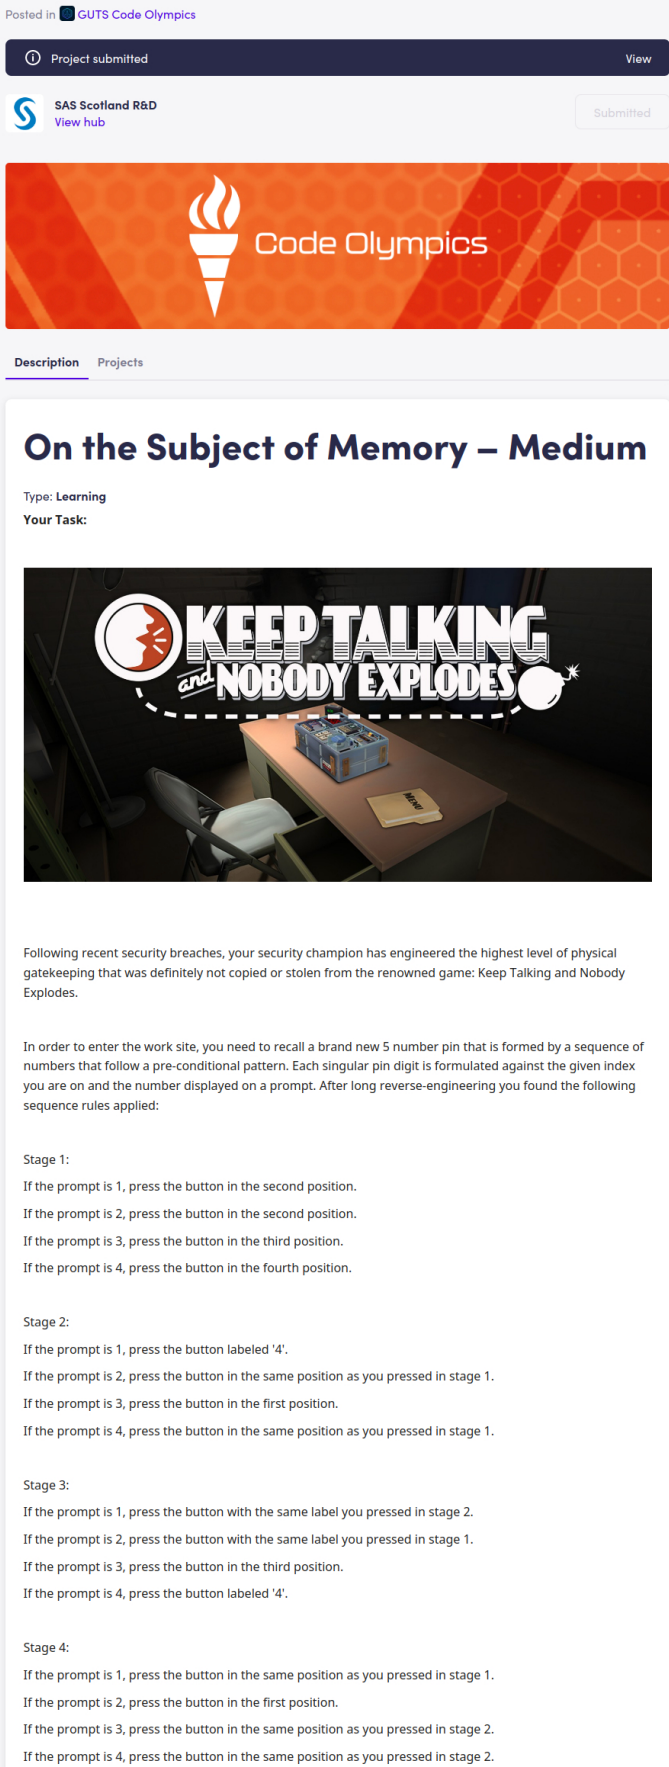 Posted in GUTS Code Olympics
Project submitted
View
SAS Scotland R&D
View hub
Submitted
Code Olympics
Description Projects
On the Subject of Memory – Medium
Type: Learning
Your Task:
KEEP TALKING
and NOBODY EXPLODES
MENU
Following recent security breaches, your security champion has engineered the highest level of physical
gatekeeping that was definitely not copied or stolen from the renowned game: Keep Talking and Nobody
Explodes.
In order to enter the work site, you need to recall a brand new 5 number pin that is formed by a sequence of
numbers that follow a pre-conditional pattern. Each singular pin digit is formulated against the given index
you are on and the number displayed on a prompt. After long reverse-engineering you found the following
sequence rules applied:
Stage 1:
If the prompt is 1, press the button in the second position.
If the prompt is 2, press the button in the second position.
If the prompt is 3, press the button in the third position.
If the prompt is 4, press the button in the fourth position.
Stage 2:
If the prompt is 1, press the button labeled '4'.
If the prompt is 2, press the button in the same position as you pressed in stage 1.
If the prompt is 3, press the button in the first position.
If the prompt is 4, press the button in the same position as you pressed in stage 1.
Stage 3:
If the prompt is 1, press the button with the same label you pressed in stage 2.
If the prompt is 2, press the button with the same label you pressed in stage 1.
If the prompt is 3, press the button in the third position.
If the prompt is 4, press the button labeled '4'.
Stage 4:
If the prompt is 1, press the button in the same position as you pressed in stage 1.
If the prompt is 2, press the button in the first position.
If the prompt is 3, press the button in the same position as you pressed in stage 2.
If the prompt is 4, press the button in the same position as you pressed in stage 2.